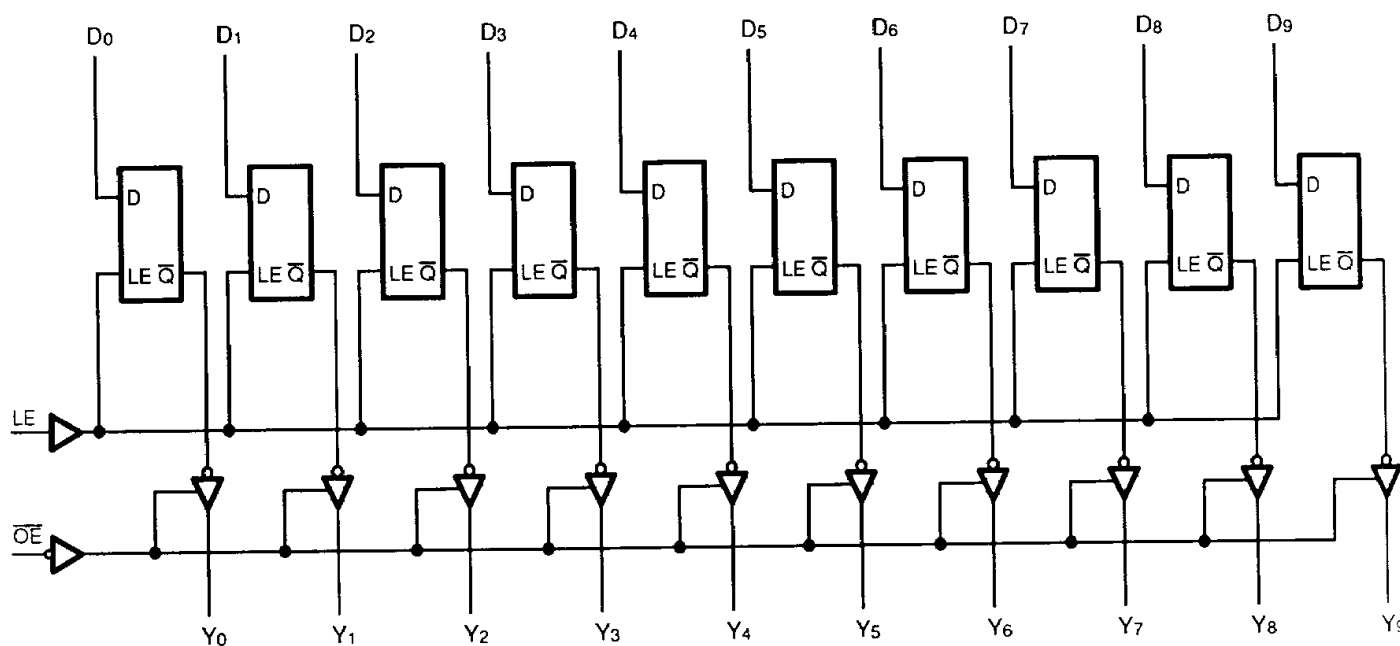 D0 D1 D2 D3 D4 D5 D6 D7 D8 D9
D D D D D D D D D D
LE Q̅ LE Q̅ LE Q̅ LE Q̅ LE Q̅ LE Q̅ LE Q̅ LE Q̅ LE Q̅ LE Q̅
LE
O̅E̅
Y0 Y1 Y2 Y3 Y4 Y5 Y6 Y7 Y8 Y9